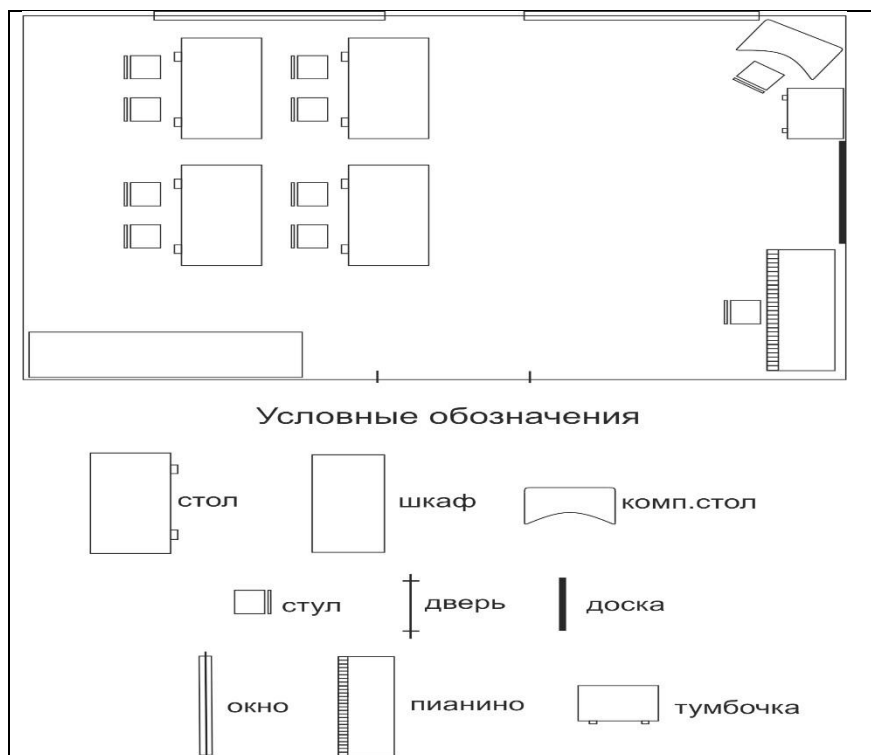 Условные обозначения
стол шкаф комп.стол
стул дверь доска
окно пианино тумбочка